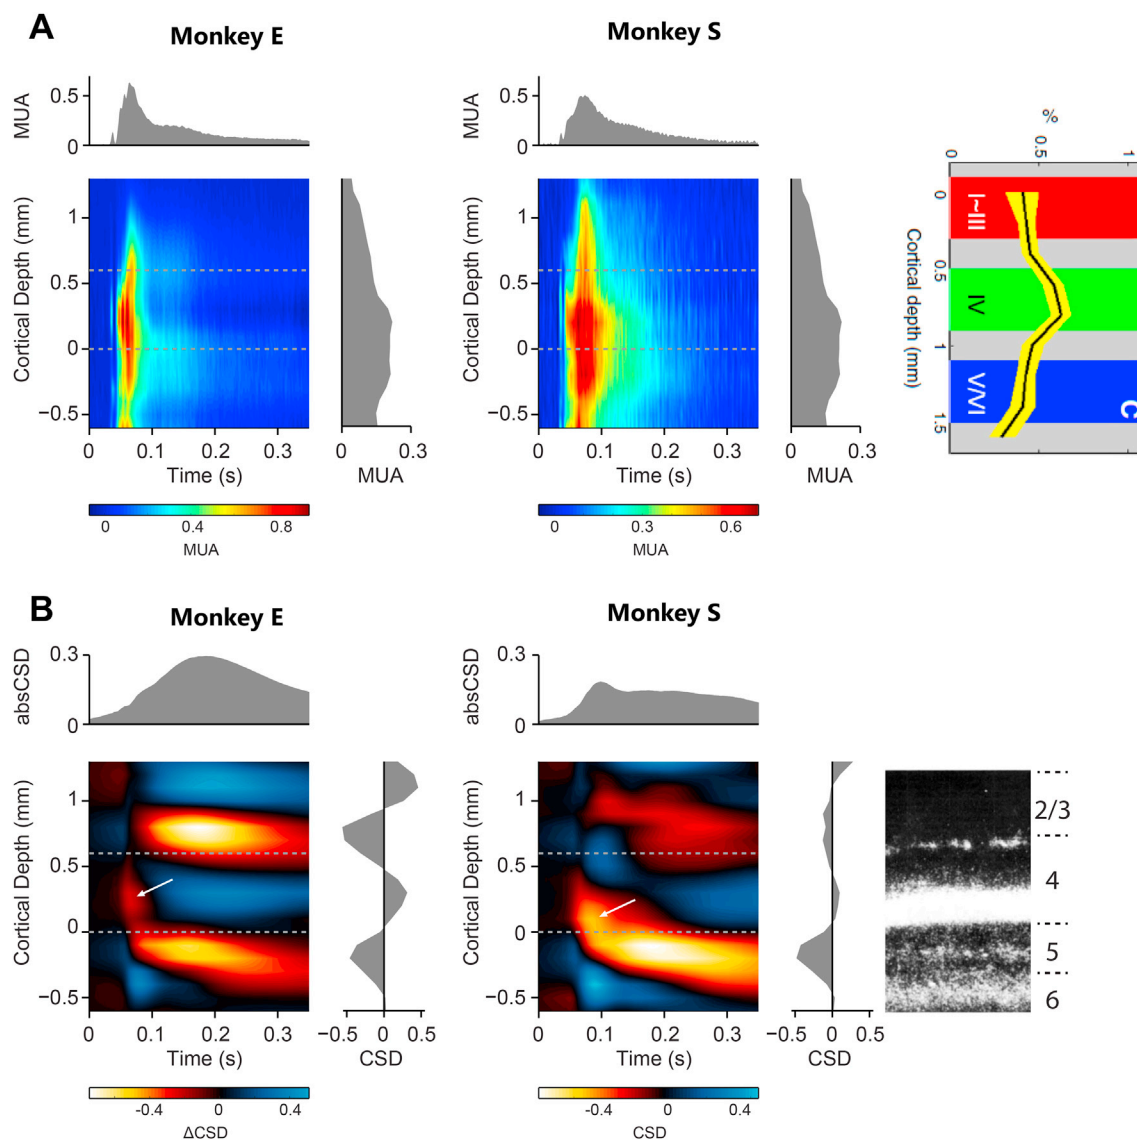 A
Monkey E
Monkey S
MUA
0.5
0
MUA
0.5
0
%
0
0.5
1
Cortical Depth (mm)
1
0.5
0
−0.5
0
0.1
0.2
0.3
Time (s)
0
0.3
MUA
Cortical Depth (mm)
1
0.5
0
−0.5
0
0.1
0.2
0.3
Time (s)
0
0.3
MUA
I~III
IV
V/VI
C
0
0.5
1
1.5
Cortical depth (mm)
0
0.4
0.8
MUA
0
0.3
0.6
MUA
B
Monkey E
Monkey S
absCSD
0.3
0
absCSD
0.3
0
Cortical Depth (mm)
1
0.5
0
−0.5
0
0.1
0.2
0.3
Time (s)
−0.5
0
0.5
CSD
Cortical Depth (mm)
1
0.5
0
−0.5
0
0.1
0.2
0.3
Time (s)
−0.5
0
0.5
CSD
2/3
4
5
6
-0.4
0
0.4
ΔCSD
-0.4
0
0.4
CSD